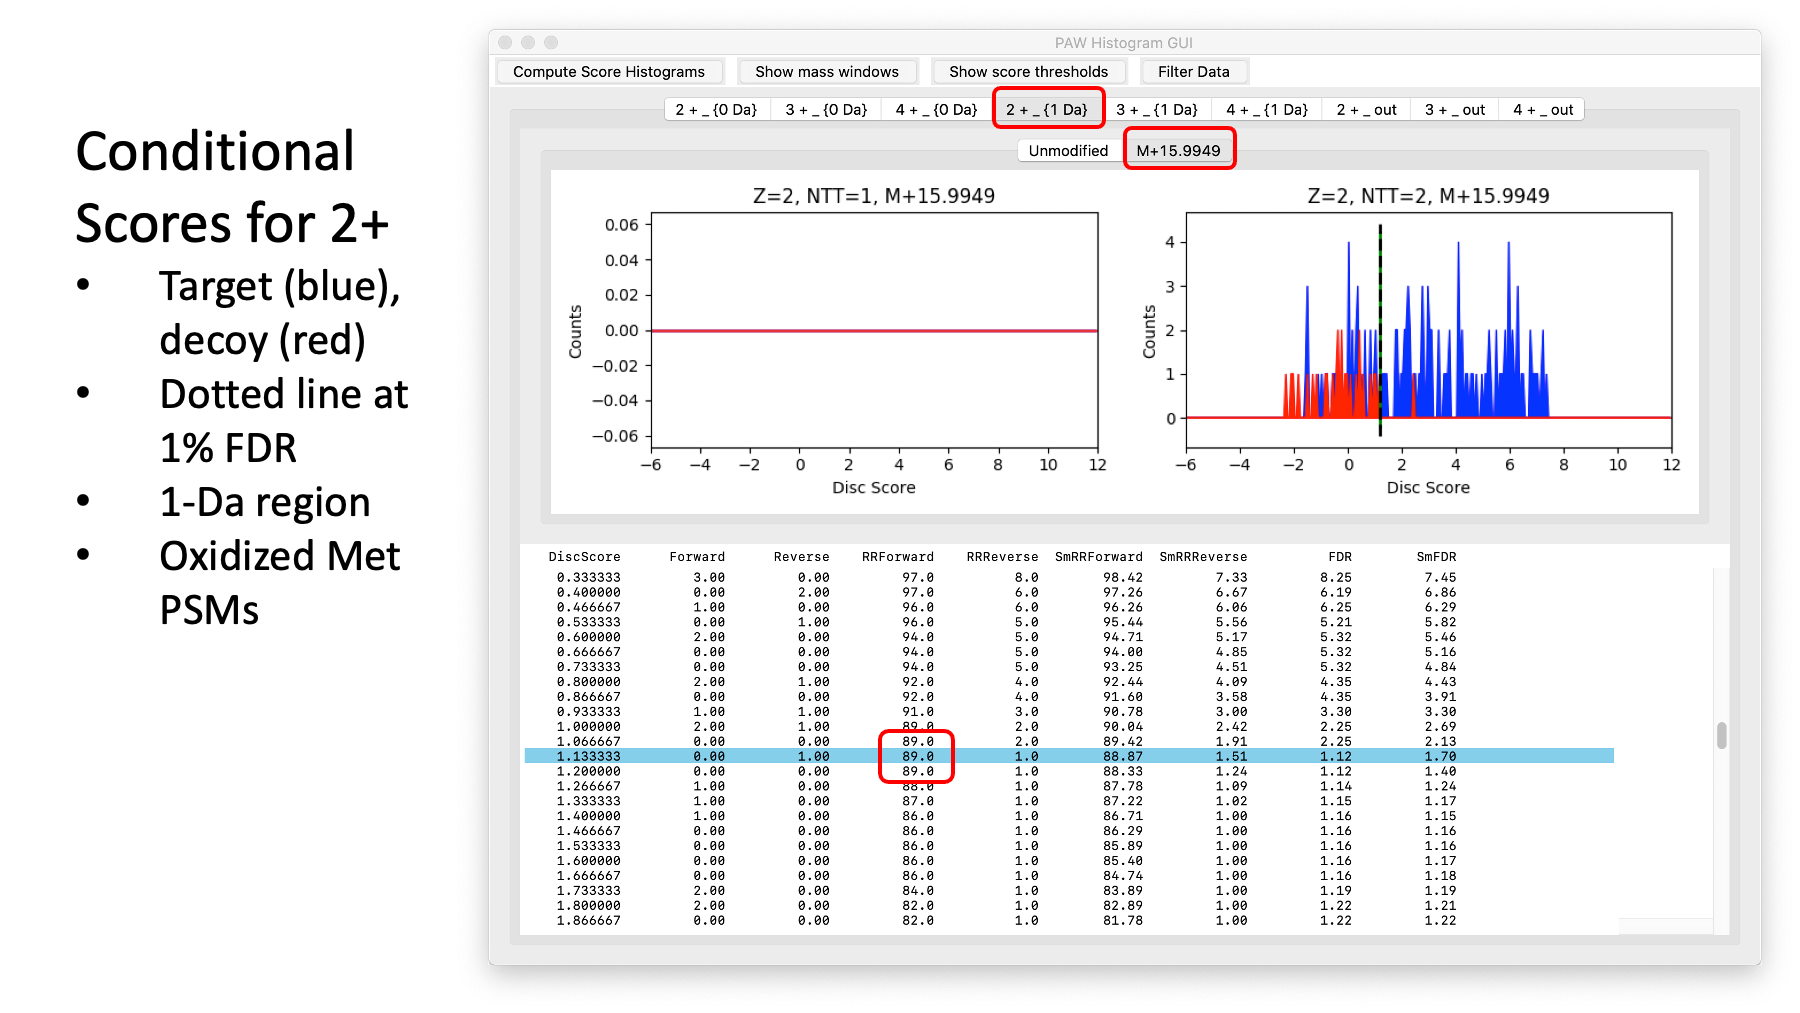 Conditional
Scores for 2+
• Target (blue),
decoy (red)
• Dotted line at
1% FDR
• 1-Da region
• Oxidized Met
PSMs
PAW Histogram GUI
Compute Score Histograms Show mass windows Show score thresholds Filter Data
2 + _ {0 Da} 3 + _ {0 Da} 4 + _ {0 Da} 2 + _ {1 Da} 3 + _ {1 Da} 4 + _ {1 Da} 2 + _ out 3 + _ out 4 + _ out
Unmodified M+15.9949
Z=2, NTT=1, M+15.9949
0.06
0.04
0.02
0.00
−0.02
−0.04
−0.06
Counts
−6 −4 −2 0 2 4 6 8 10 12
Disc Score
Z=2, NTT=2, M+15.9949
4
3
2
1
0
Counts
−6 −4 −2 0 2 4 6 8 10 12
Disc Score
DiscScore Forward Reverse RRForward RRReverse SmRRForward SmRRReverse FDR SmFDR
0.333333 3.00 0.00 97.0 8.0 98.42 7.33 8.25 7.45
0.400000 0.00 2.00 97.0 6.0 97.26 6.67 6.19 6.86
0.466667 1.00 0.00 96.0 6.0 96.26 6.06 6.25 6.29
0.533333 0.00 1.00 96.0 5.0 95.44 5.56 5.21 5.82
0.600000 2.00 0.00 94.0 5.0 94.71 5.17 5.32 5.46
0.666667 0.00 0.00 94.0 5.0 94.00 4.85 5.32 5.16
0.733333 0.00 0.00 94.0 5.0 93.25 4.51 5.32 4.84
0.800000 2.00 1.00 92.0 4.0 92.44 4.09 4.35 4.43
0.866667 0.00 0.00 92.0 4.0 91.60 3.58 4.35 3.91
0.933333 1.00 1.00 91.0 3.0 90.78 3.00 3.30 3.30
1.000000 2.00 1.00 89.0 2.0 90.04 2.42 2.25 2.69
1.066667 0.00 0.00 89.0 2.0 89.42 1.91 2.25 2.13
1.133333 0.00 1.00 89.0 1.0 88.87 1.51 1.12 1.70
1.200000 0.00 0.00 89.0 1.0 88.33 1.24 1.12 1.40
1.266667 1.00 0.00 88.0 1.0 87.78 1.09 1.14 1.24
1.333333 1.00 0.00 87.0 1.0 87.22 1.02 1.15 1.17
1.400000 1.00 0.00 86.0 1.0 86.71 1.00 1.16 1.15
1.466667 0.00 0.00 86.0 1.0 86.29 1.00 1.16 1.16
1.533333 0.00 0.00 86.0 1.0 85.89 1.00 1.16 1.16
1.600000 0.00 0.00 86.0 1.0 85.40 1.00 1.16 1.17
1.666667 0.00 0.00 86.0 1.0 84.74 1.00 1.16 1.18
1.733333 2.00 0.00 84.0 1.0 83.89 1.00 1.19 1.19
1.800000 2.00 0.00 82.0 1.0 82.89 1.00 1.22 1.21
1.866667 0.00 0.00 82.0 1.0 81.78 1.00 1.22 1.22